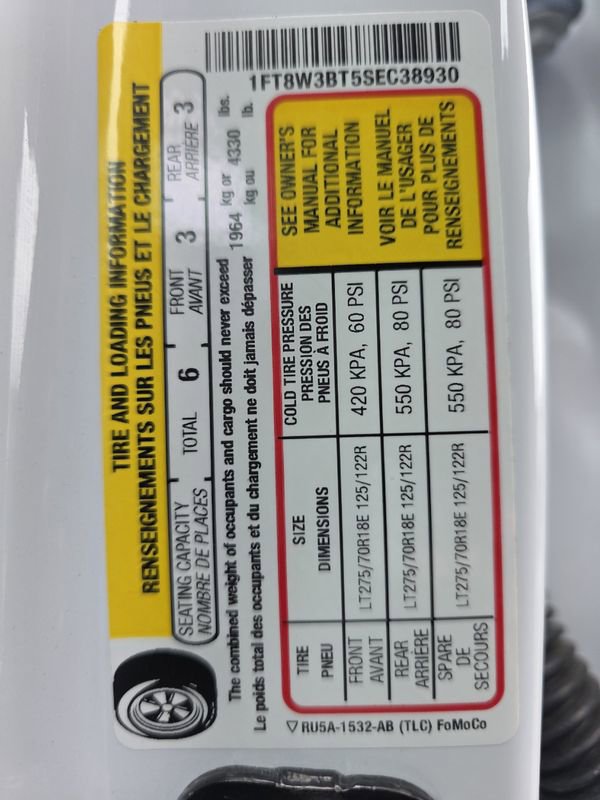 TIRE AND LOADING INFORMATION
RENSEIGNEMENTS SUR LES PNEUS ET LE CHARGEMENT
SEATING CAPACITY TOTAL 6 FRONT 3 REAR 3
NOMBRE DE PLACES AVANT ARRIÈRE
The combined weight of occupants and cargo should never exceed 1964 kg or 4330 lbs.
Le poids total des occupants et du chargement ne doit jamais dépasser kg ou lb.
1FT8W3BT5SEC38930
TIRE SIZE COLD TIRE PRESSURE
PNEU DIMENSIONS PRESSION DES
PNEUS À FROID
FRONT LT275/70R18E 125/122R 420 KPA, 60 PSI
AVANT
REAR LT275/70R18E 125/122R 550 KPA, 80 PSI
ARRIÈRE
SPARE LT275/70R18E 125/122R 550 KPA, 80 PSI
DE
SECOURS
SEE OWNER'S
MANUAL FOR
ADDITIONAL
INFORMATION
VOIR LE MANUEL
DE L'USAGER
POUR PLUS DE
RENSEIGNEMENTS
RU5A-1532-AB (TLC) FoMoCo